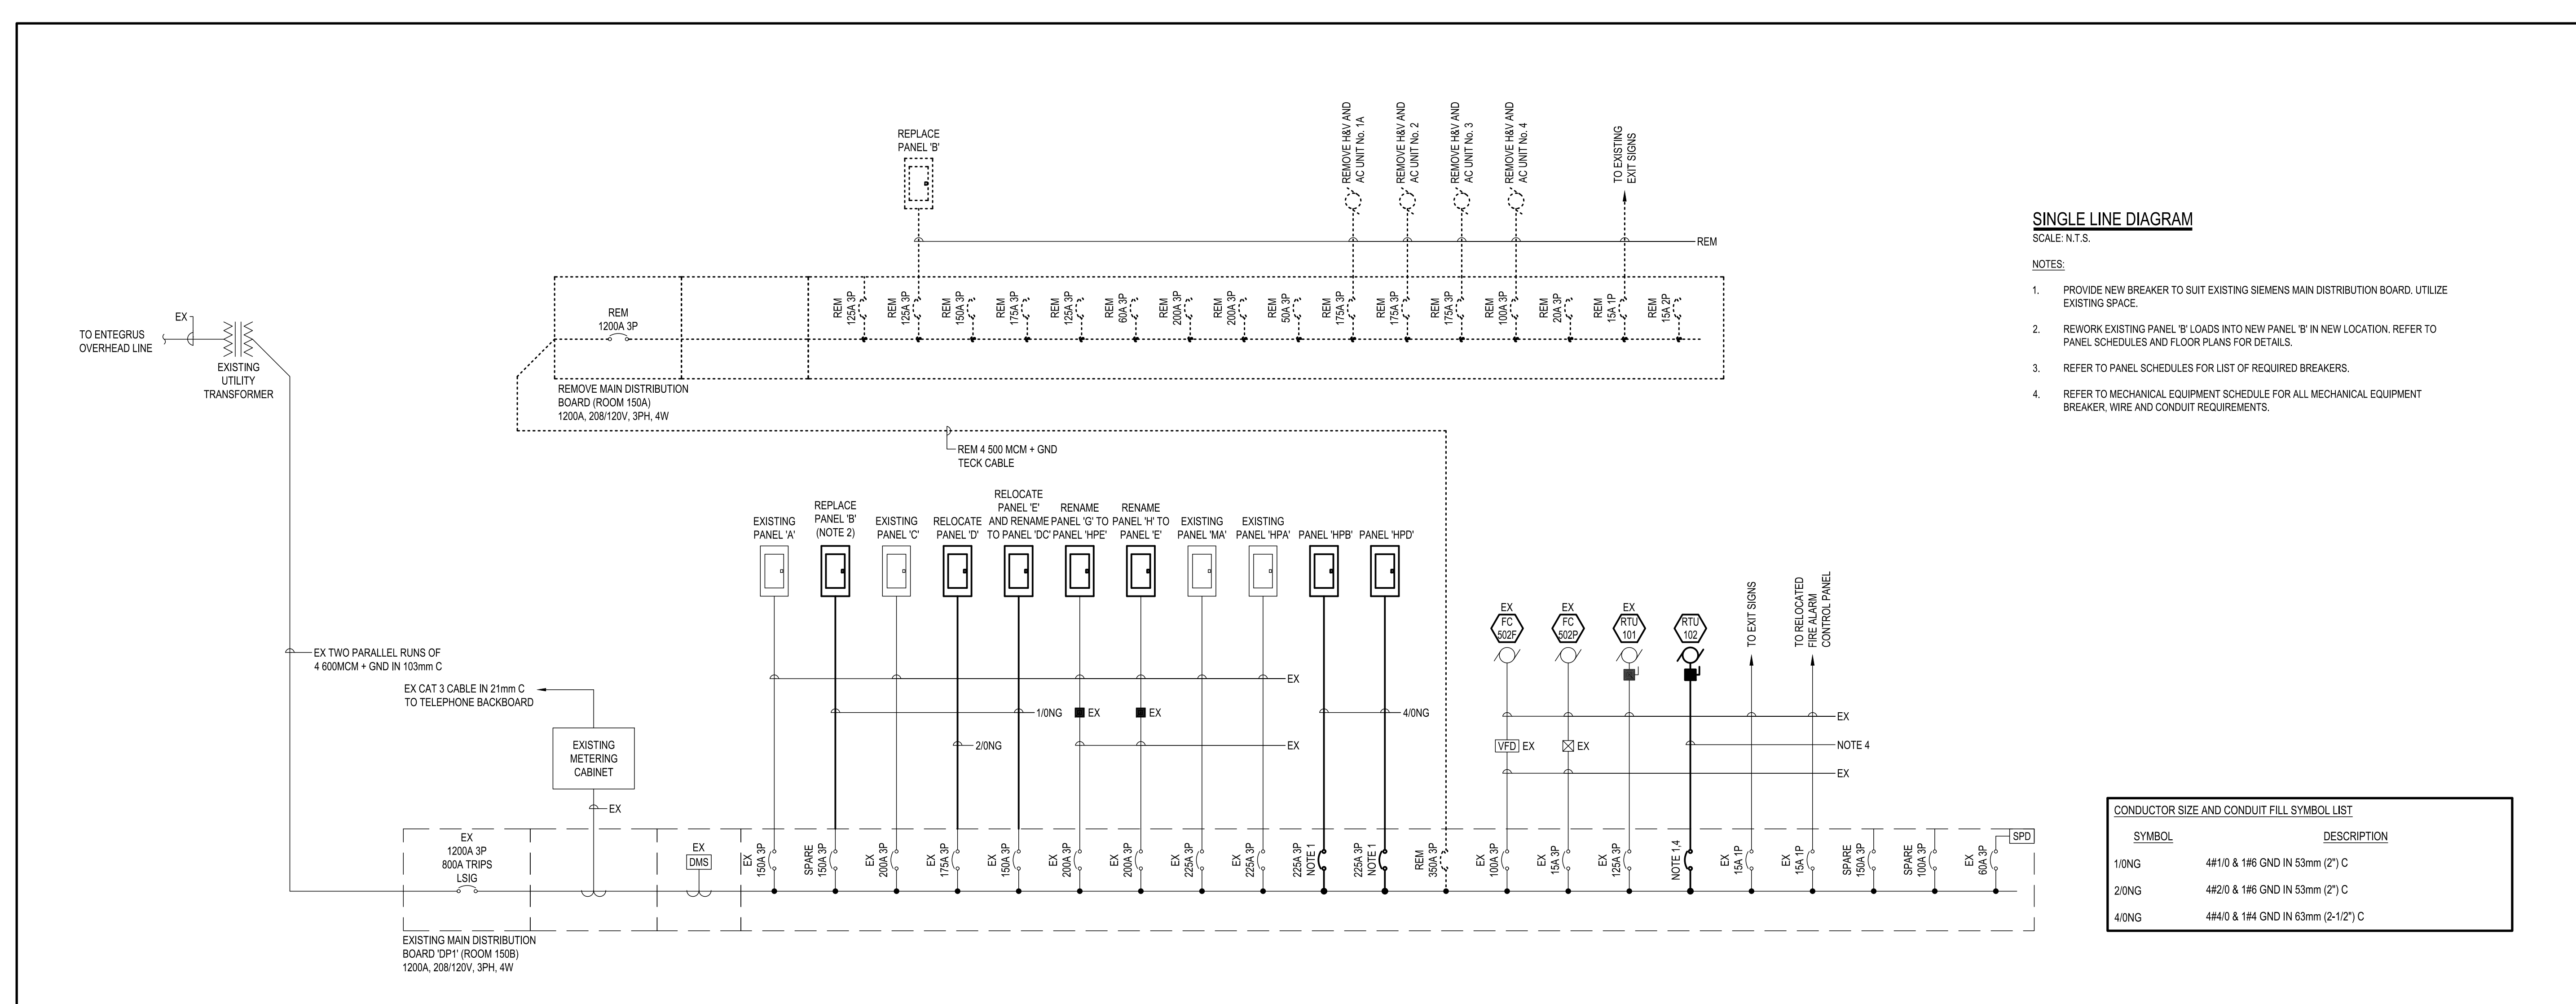 REPLACE
PANEL 'B'
REMOVE H&V AND
AC UNIT No. 1A
REMOVE H&V AND
AC UNIT No. 2
REMOVE H&V AND
AC UNIT No. 3
REMOVE H&V AND
AC UNIT No. 4
TO EXISTING
EXIT SIGNS
REM
SINGLE LINE DIAGRAM
SCALE: N.T.S.
NOTES:
1. PROVIDE NEW BREAKER TO SUIT EXISTING SIEMENS MAIN DISTRIBUTION BOARD. UTILIZE
EXISTING SPACE.
2. REWORK EXISTING PANEL 'B' LOADS INTO NEW PANEL 'B' IN NEW LOCATION. REFER TO
PANEL SCHEDULES AND FLOOR PLANS FOR DETAILS.
3. REFER TO PANEL SCHEDULES FOR LIST OF REQUIRED BREAKERS.
4. REFER TO MECHANICAL EQUIPMENT SCHEDULE FOR ALL MECHANICAL EQUIPMENT
BREAKER, WIRE AND CONDUIT REQUIREMENTS.
EX
TO ENTEGRUS
OVERHEAD LINE
EXISTING
UTILITY
TRANSFORMER
REM
1200A 3P
REM
125A 3P
REM
125A 3P
REM
150A 3P
REM
175A 3P
REM
125A 3P
REM
60A 3P
REM
200A 3P
REM
200A 3P
REM
50A 3P
REM
175A 3P
REM
175A 3P
REM
175A 3P
REM
100A 3P
REM
20A 3P
REM
15A 1P
REM
15A 2P
REMOVE MAIN DISTRIBUTION
BOARD (ROOM 150A)
1200A, 208/120V, 3PH, 4W
REM 4 500 MCM + GND
TECK CABLE
EXISTING
PANEL 'A'
REPLACE
PANEL 'B'
(NOTE 2)
EXISTING
PANEL 'C'
RELOCATE
PANEL 'D'
RELOCATE
PANEL 'E'
AND RENAME
TO PANEL 'DC'
RENAME
PANEL 'G' TO
PANEL 'HPE'
RENAME
PANEL 'H' TO
PANEL 'E'
EXISTING
PANEL 'MA'
EXISTING
PANEL 'HPA'
PANEL 'HPB'
PANEL 'HPD'
EX
FC
502F
EX
FC
502P
EX
RTU
101
RTU
102
TO EXIT SIGNS
TO RELOCATED
FIRE ALARM
CONTROL PANEL
EX TWO PARALLEL RUNS OF
4 600MCM + GND IN 103mm C
EX CAT 3 CABLE IN 21mm C
TO TELEPHONE BACKBOARD
EXISTING
METERING
CABINET
EX
EX
1/0NG
EX
EX
4/0NG
2/0NG
EX
EX
VFD EX
EX
NOTE 4
EX
EX
1200A 3P
800A TRIPS
LSIG
EX
DMS
EX
150A 3P
SPARE
150A 3P
EX
200A 3P
EX
175A 3P
EX
150A 3P
EX
200A 3P
EX
200A 3P
EX
225A 3P
EX
225A 3P
225A 3P
NOTE 1
225A 3P
NOTE 1
REM
350A 3P
EX
100A 3P
EX
15A 3P
EX
125A 3P
NOTE 1,4
EX
15A 1P
EX
15A 1P
SPARE
150A 3P
SPARE
100A 3P
EX
60A 3P
SPD
EXISTING MAIN DISTRIBUTION
BOARD 'DP1' (ROOM 150B)
1200A, 208/120V, 3PH, 4W
CONDUCTOR SIZE AND CONDUIT FILL SYMBOL LIST
SYMBOL DESCRIPTION
1/0NG 4#1/0 & 1#6 GND IN 53mm (2") C
2/0NG 4#2/0 & 1#6 GND IN 53mm (2") C
4/0NG 4#4/0 & 1#4 GND IN 63mm (2-1/2") C